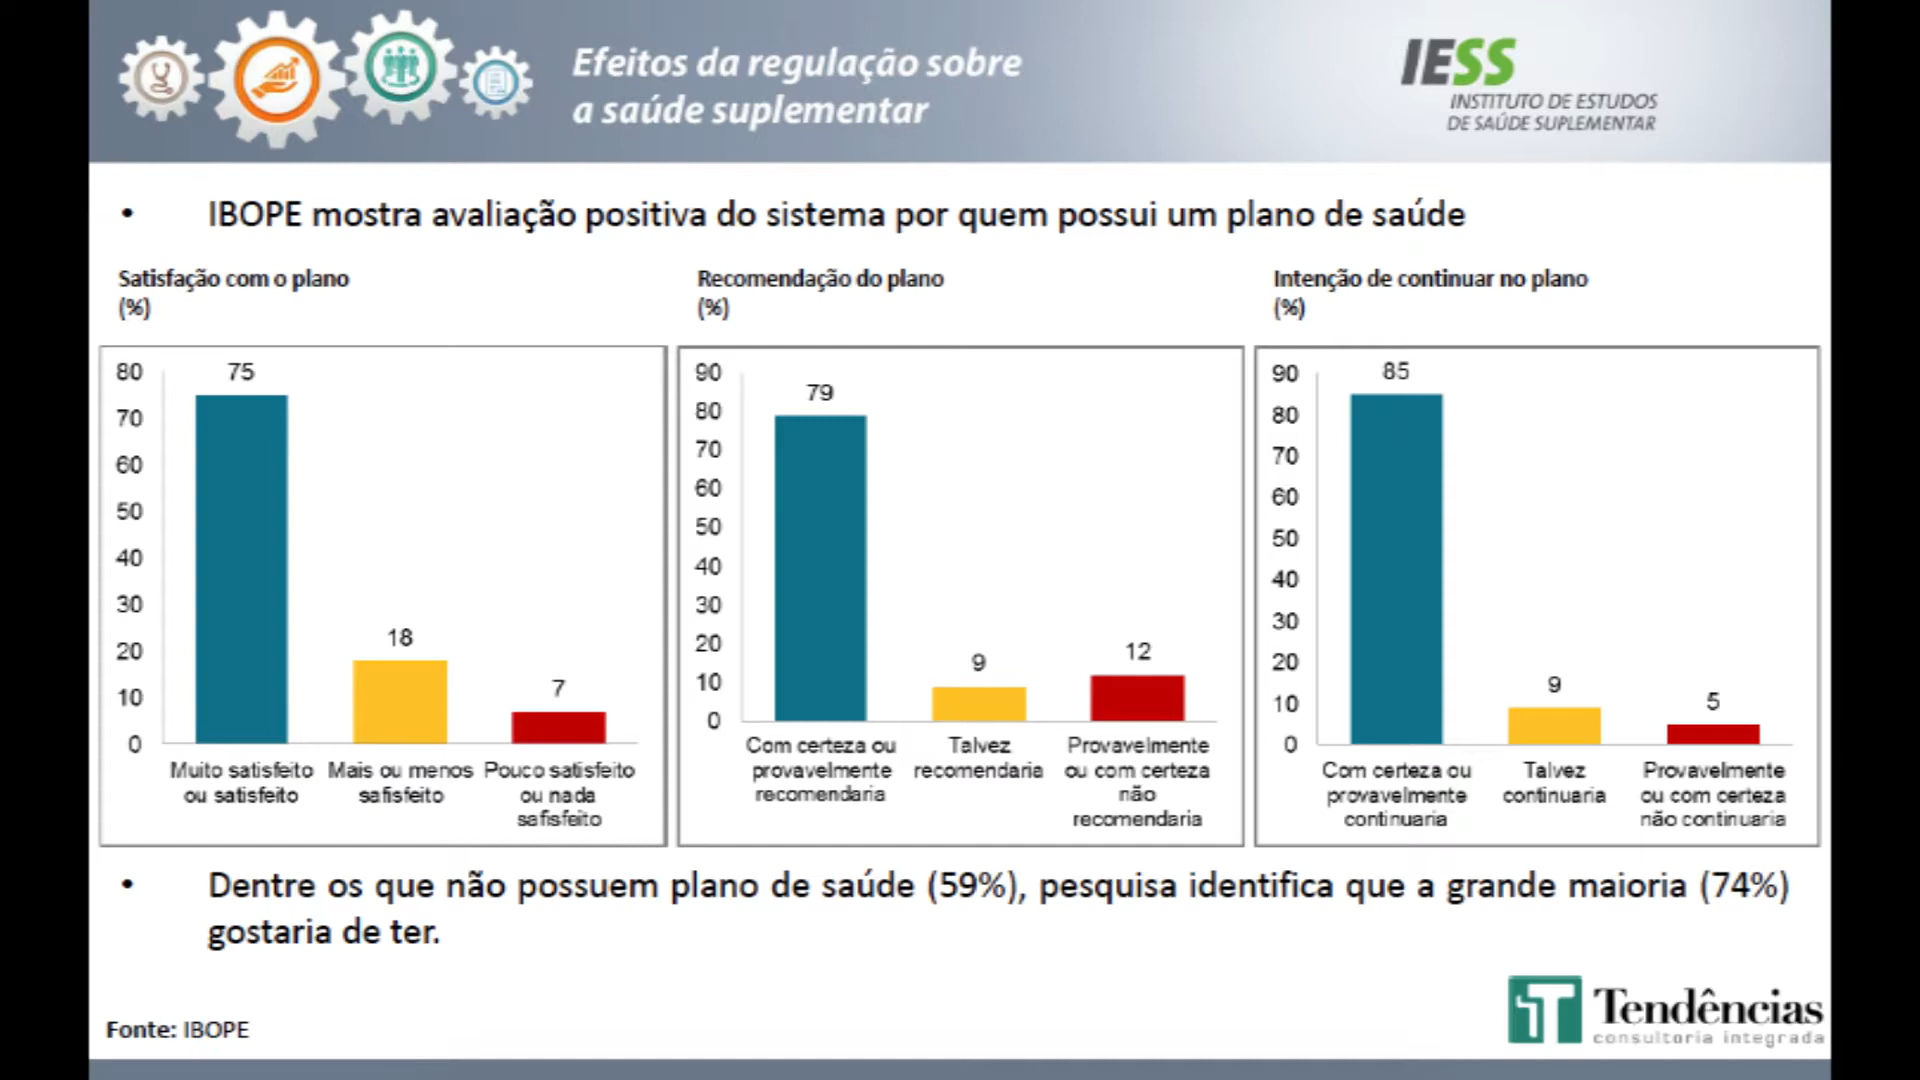 Efeitos da regulação sobre
a saúde suplementar
IESS
INSTITUTO DE ESTUDOS
DE SAÚDE SUPLEMENTAR
• IBOPE mostra avaliação positiva do sistema por quem possui um plano de saúde
Satisfação com o plano
(%)
80
70
60
50
40
30
20
10
0
75
18
7
Muito satisfeito
ou satisfeito
Mais ou menos
safisfeito
Pouco satisfeito
ou nada
safisfeito
Recomendação do plano
(%)
90
80
70
60
50
40
30
20
10
0
79
9
12
Com certeza ou
provavelmente
recomendaria
Talvez
recomendaria
Provavelmente
ou com certeza
não
recomendaria
Intenção de continuar no plano
(%)
90
80
70
60
50
40
30
20
10
0
85
9
5
Com certeza ou
provavelmente
continuaria
Talvez
continuaria
Provavelmente
ou com certeza
não continuaria
• Dentre os que não possuem plano de saúde (59%), pesquisa identifica que a grande maioria (74%)
gostaria de ter.
Fonte: IBOPE
Tendências
consultoria integrada